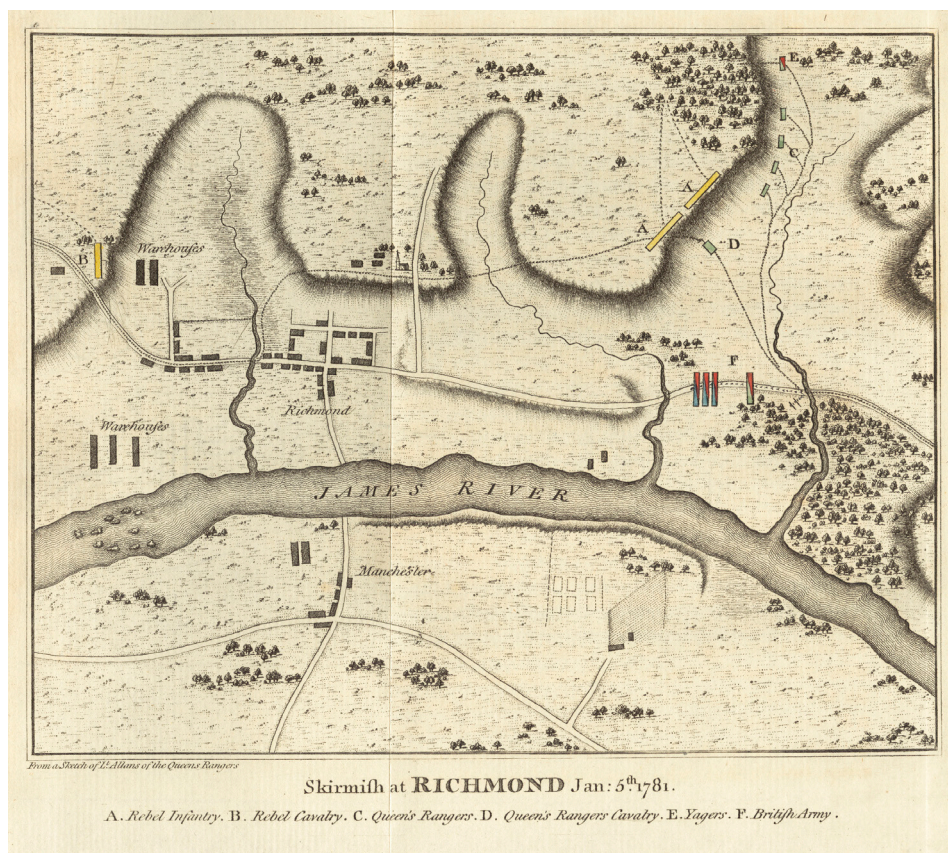 E
C
A
A
D
B
Warehouſes
F
Richmond
Warehouſes
JAMES RIVER
Mancheſter
From a Sketch of Lt. Allans of the Queens Rangers
Skirmiſh at RICHMOND Jan: 5th. 1781.
A. Rebel Infantry. B. Rebel Cavalry. C. Queen's Rangers. D. Queen's Rangers Cavalry. E. Yagers. F. Britiſh Army.